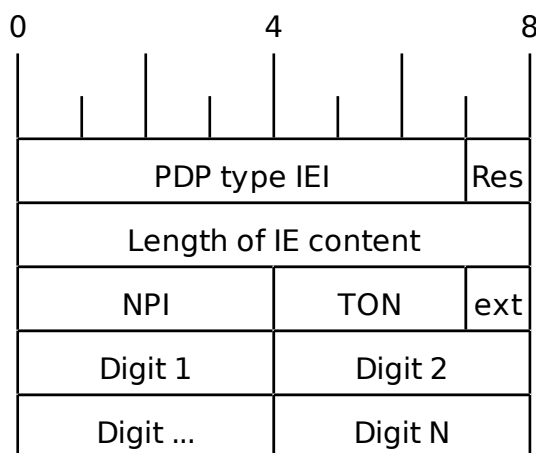 0 4 8
PDP type IEI Res
Length of IE content
NPI TON ext
Digit 1 Digit 2
Digit ... Digit N